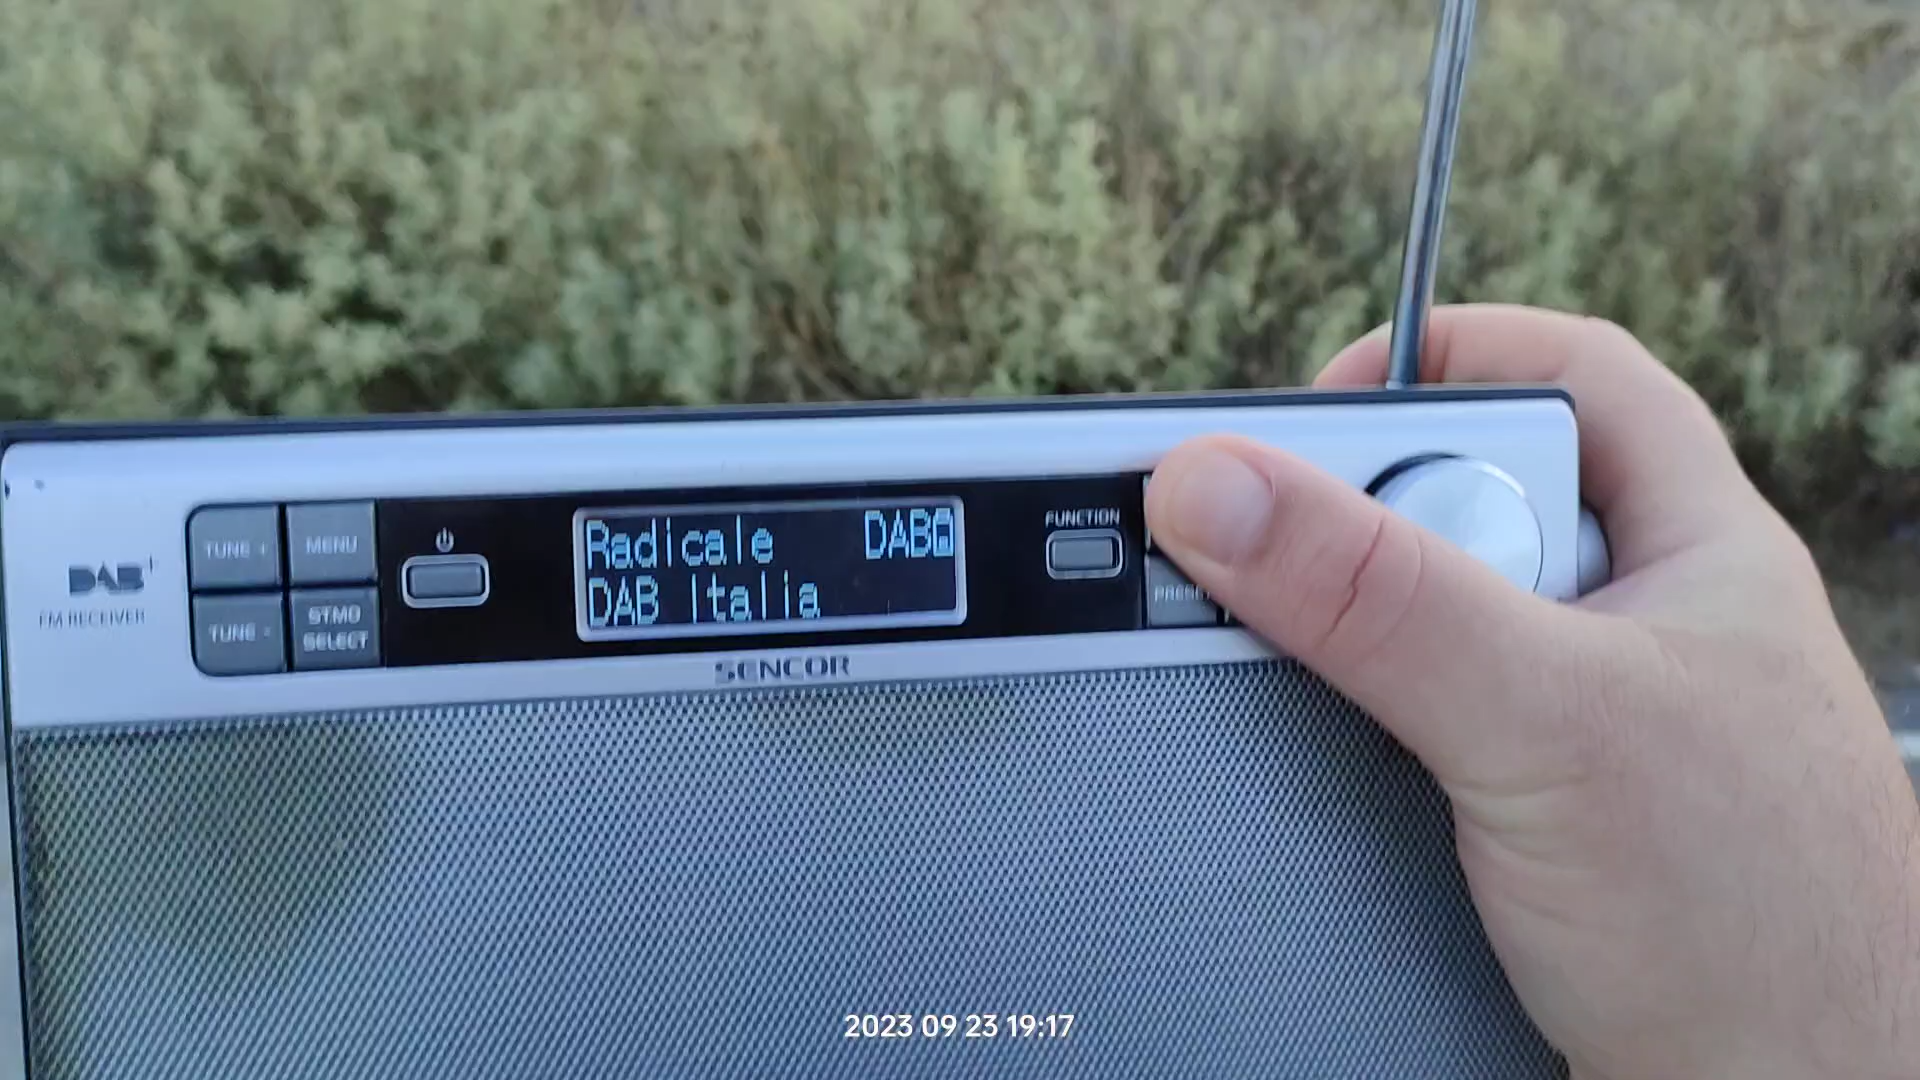 DAB+
FM RECEIVER
TUNE +
MENU
TUNE -
ST.MO
SELECT
Radicale DAB
DAB Italia
FUNCTION
PRESET
SENCOR
2023 09 23 19:17